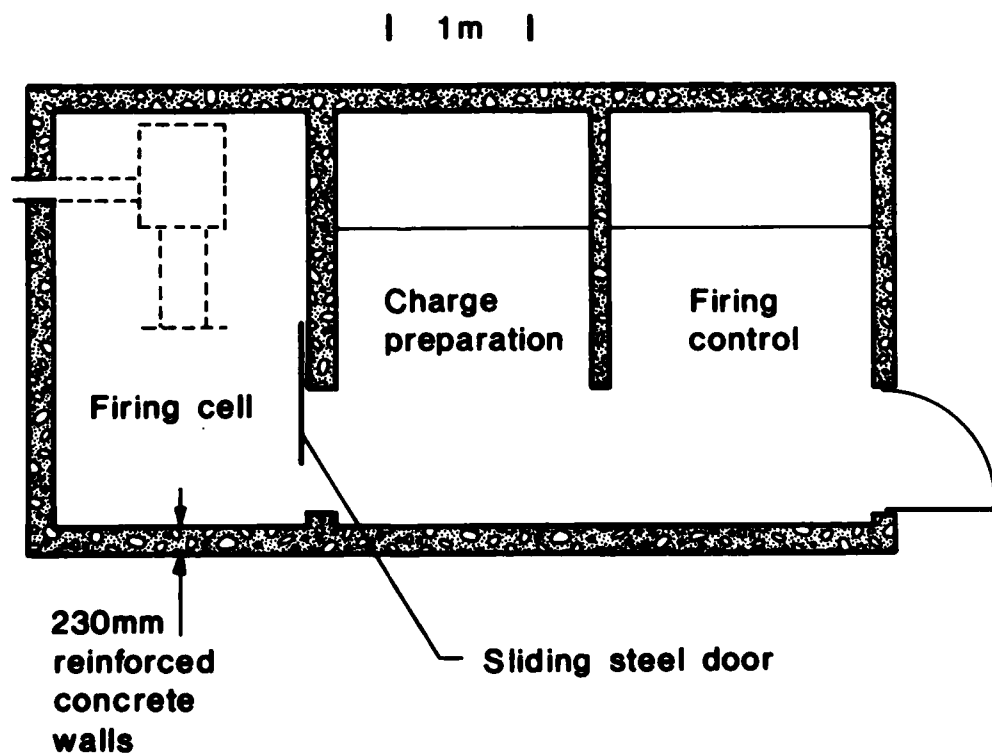 1m
Charge
preparation
Firing
control
Firing cell
230mm
reinforced
concrete
walls
Sliding steel door